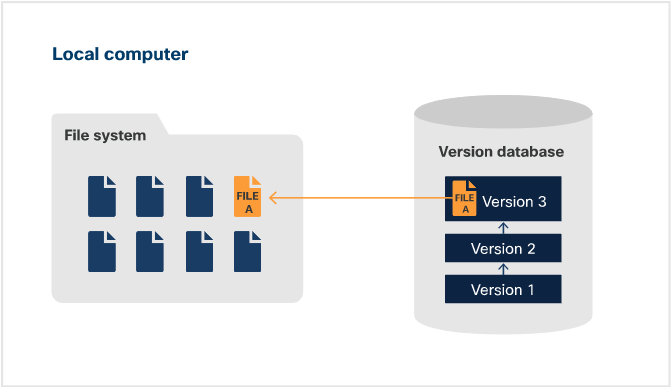 Local computer
File system
FILE
A
Version database
FILE
A
Version 3
Version 2
Version 1